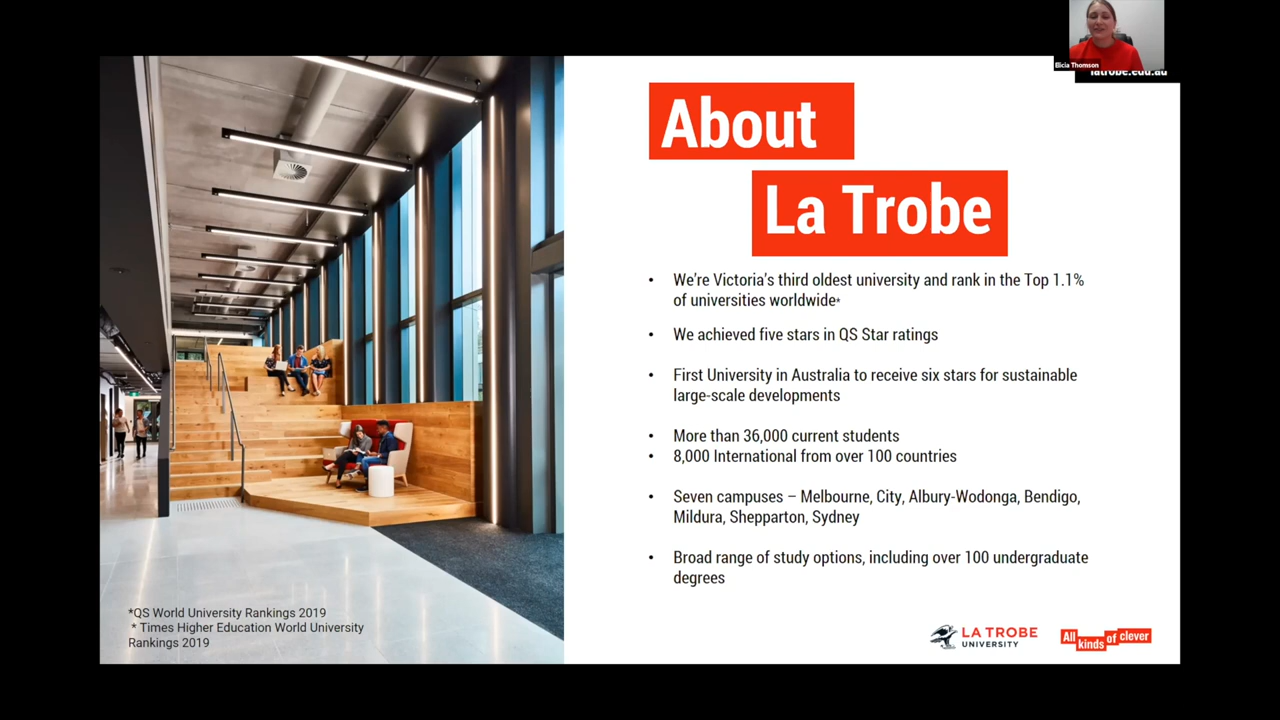 Elicia Thomson
latrobe.edu.au
About
La Trobe
• We're Victoria's third oldest university and rank in the Top 1.1%
of universities worldwide*
• We achieved five stars in QS Star ratings
• First University in Australia to receive six stars for sustainable
large-scale developments
• More than 36,000 current students
• 8,000 International from over 100 countries
• Seven campuses – Melbourne, City, Albury-Wodonga, Bendigo,
Mildura, Shepparton, Sydney
• Broad range of study options, including over 100 undergraduate
degrees
*QS World University Rankings 2019
* Times Higher Education World University
Rankings 2019
LA TROBE
UNIVERSITY
All kinds of clever